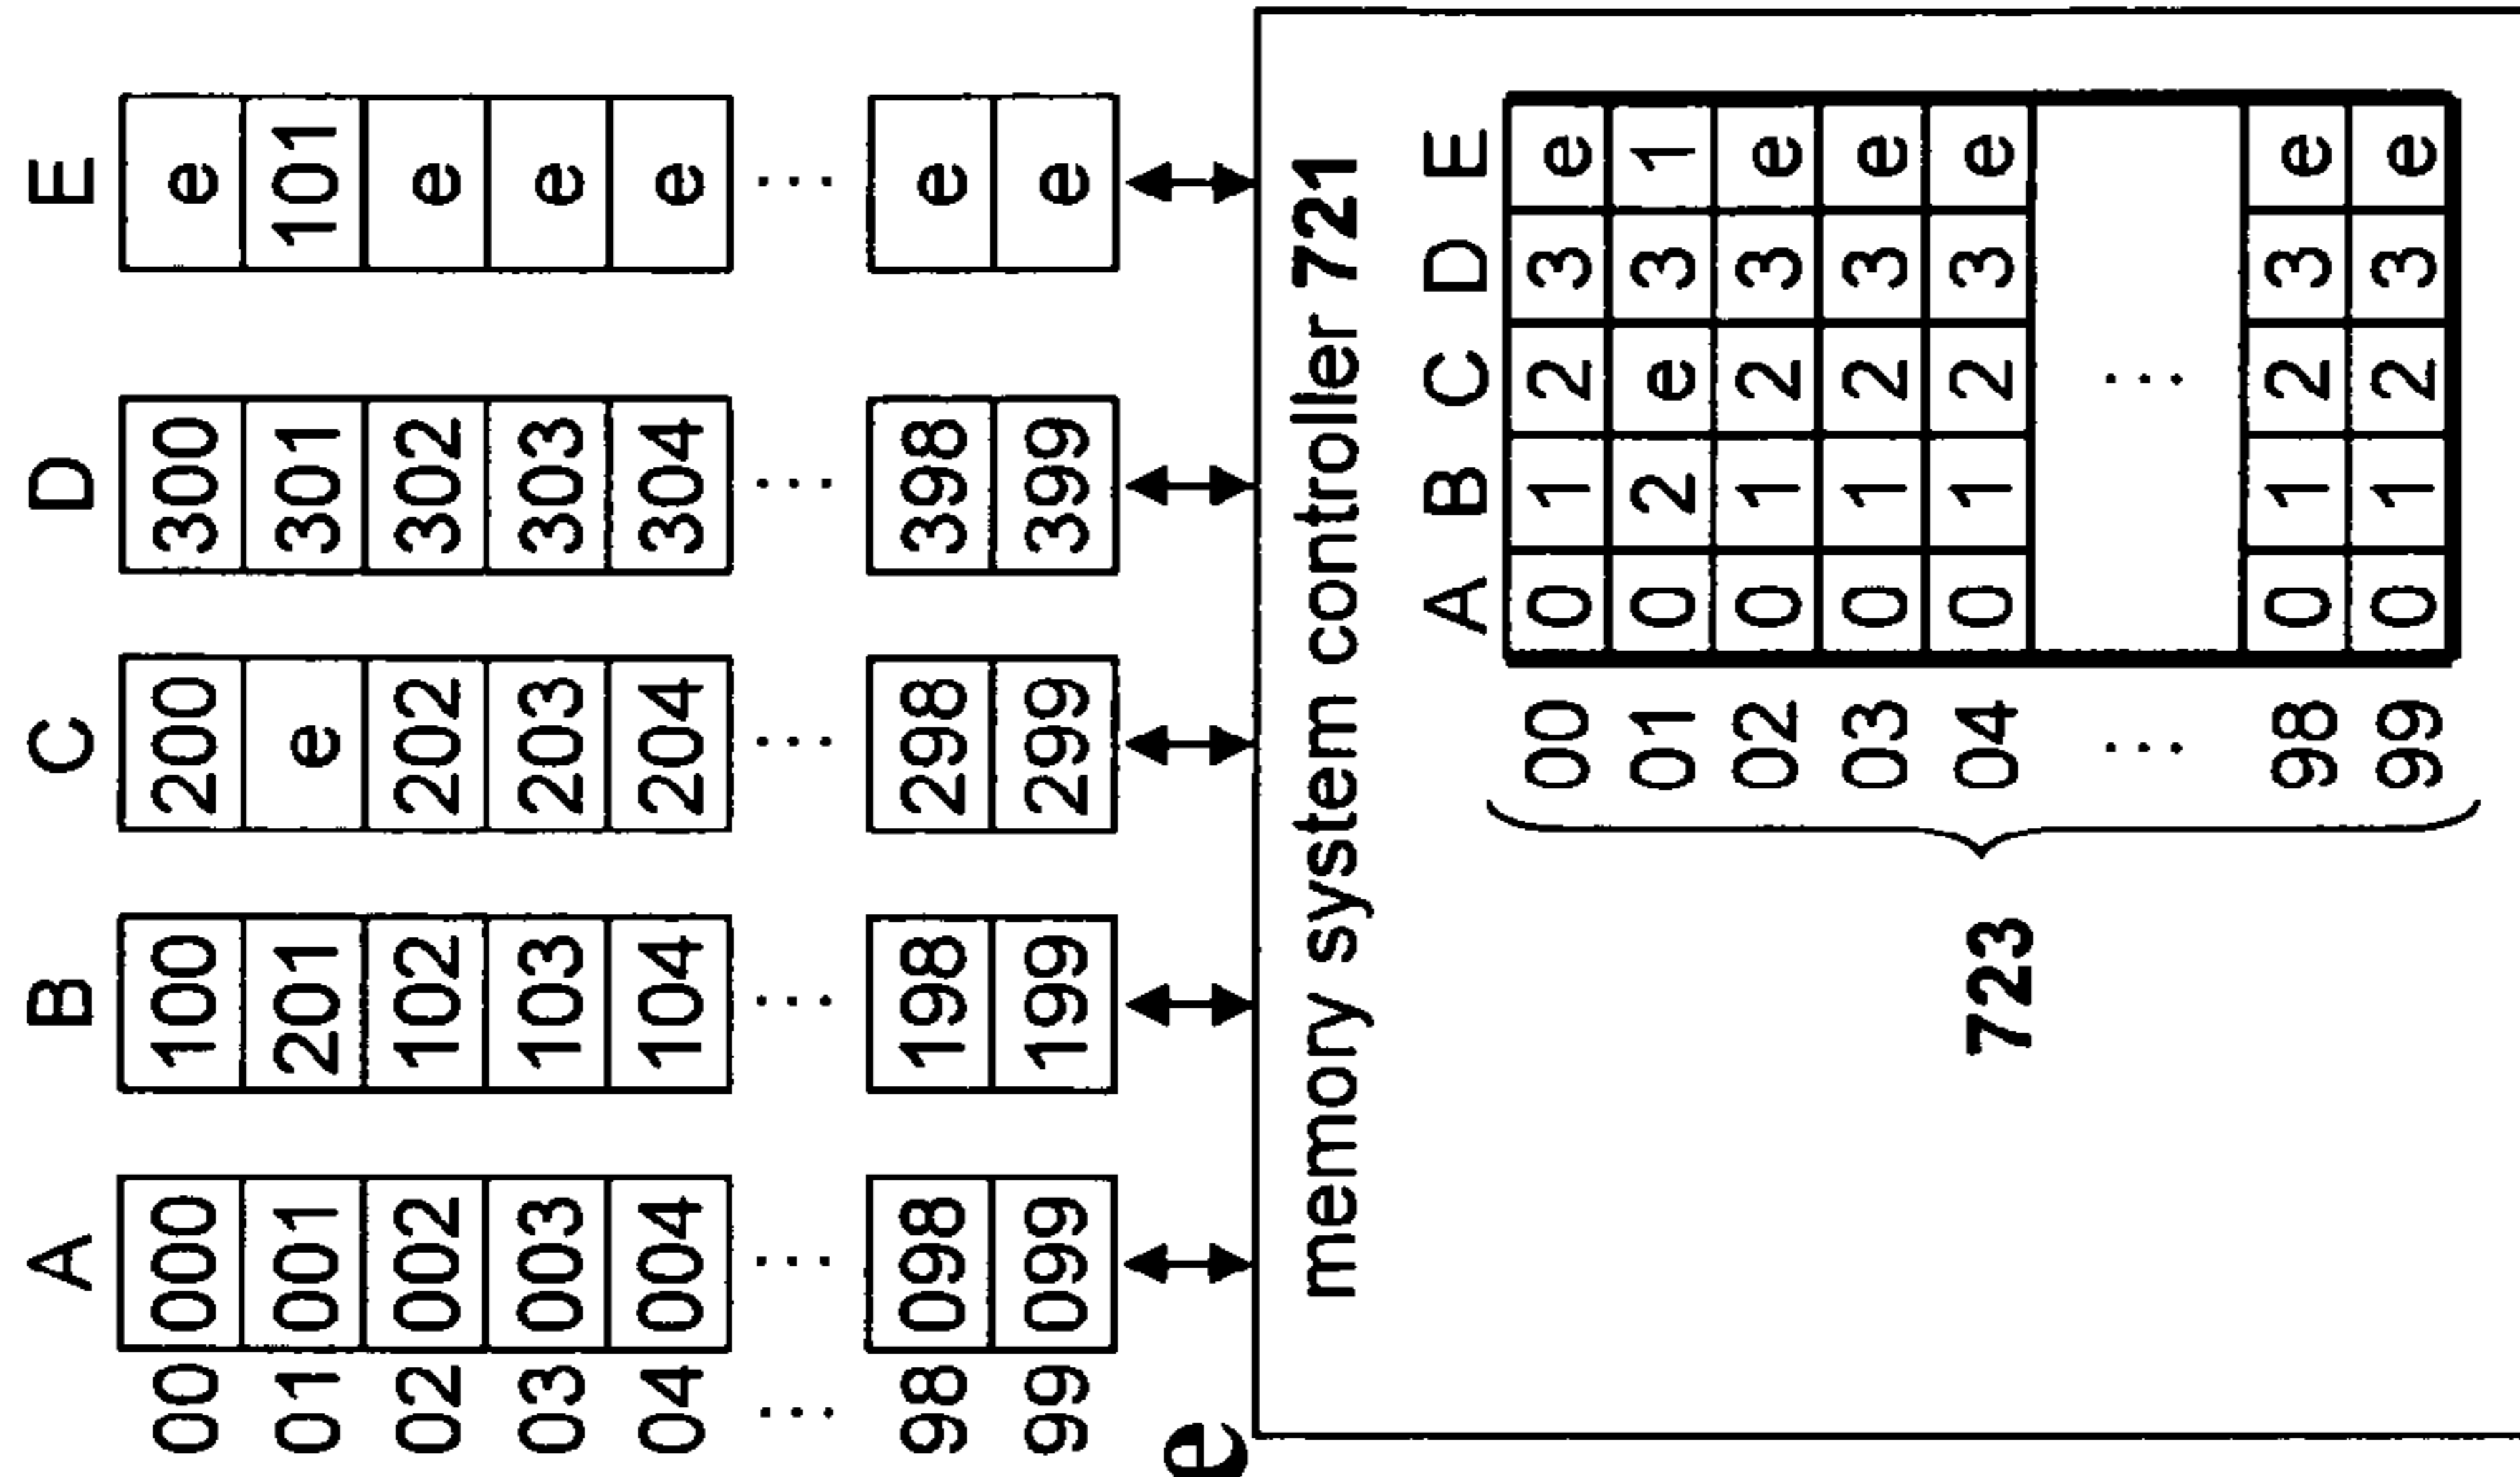 A B C D E
00 000 100 200 300 e
01 001 201 e 301 101
02 002 102 202 302 e
03 003 103 203 303 e
04 004 104 204 304 e
... ... ... ... ... ...
98 098 198 298 398 e
99 099 199 299 399 e
e
memory system controller 721
A B C D E
00 0 1 2 3 e
01 0 2 e 3 1
02 0 1 2 3 e
03 0 1 2 3 e
04 0 1 2 3 e
723 ... ...
98 0 1 2 3 e
99 0 1 2 3 e